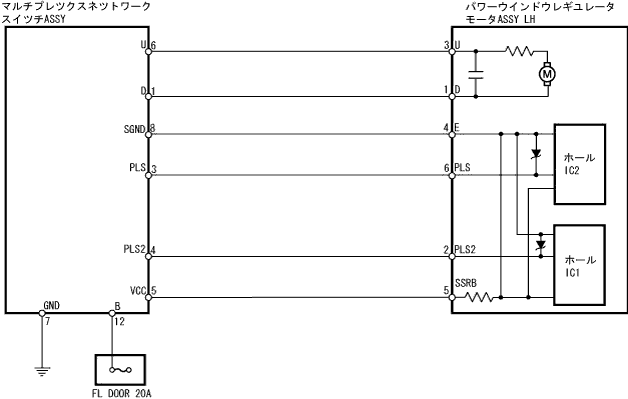 マルチプレックスネットワーク
スイッチASSY
パワーウインドウレギュレータ
モータASSY LH
U 6
3 U
M
D 1
1 D
SGND 8
4 E
PLS 3
6 PLS
ホール
IC2
PLS2 4
2 PLS2
ホール
IC1
VCC 5
5 SSRB
GND
7
B
12
FL DOOR 20A